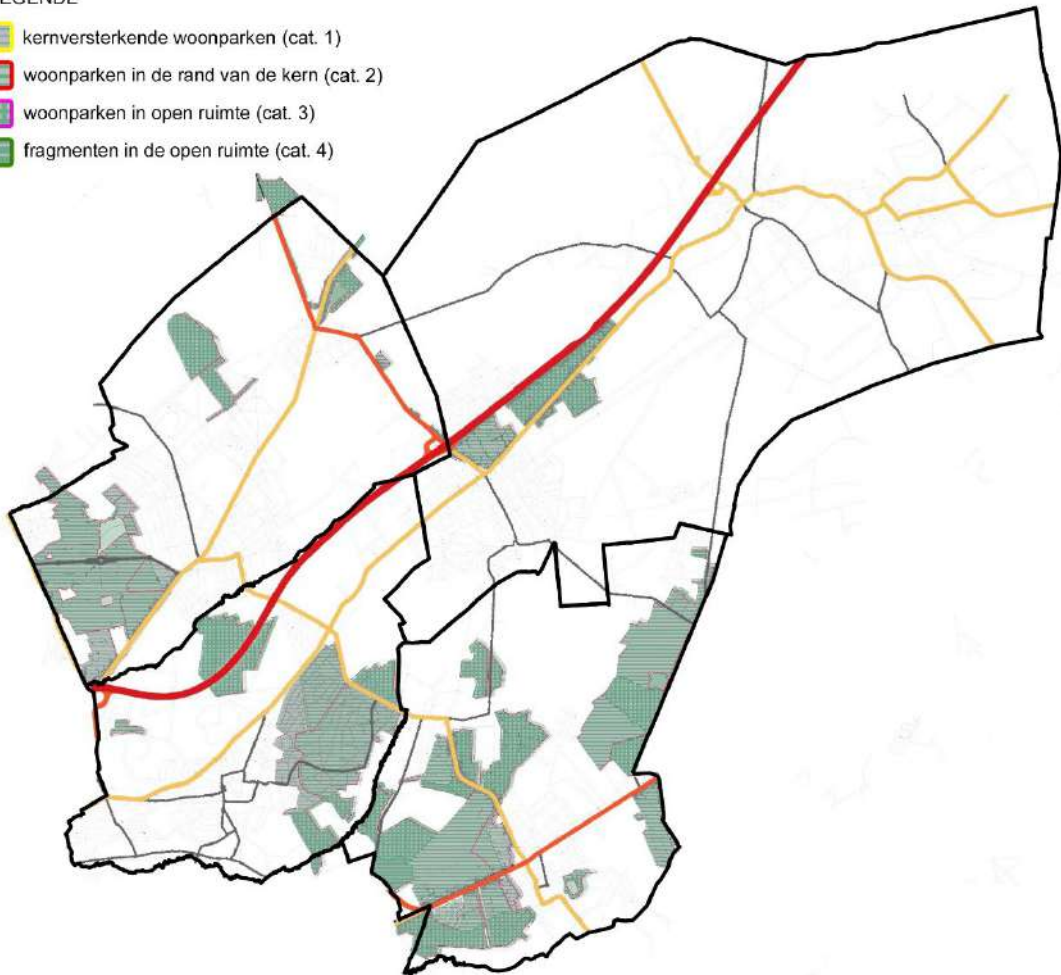 LEGENDE
kernversterkende woonparken (cat. 1)
woonparken in de rand van de kern (cat. 2)
woonparken in open ruimte (cat. 3)
fragmenten in de open ruimte (cat. 4)